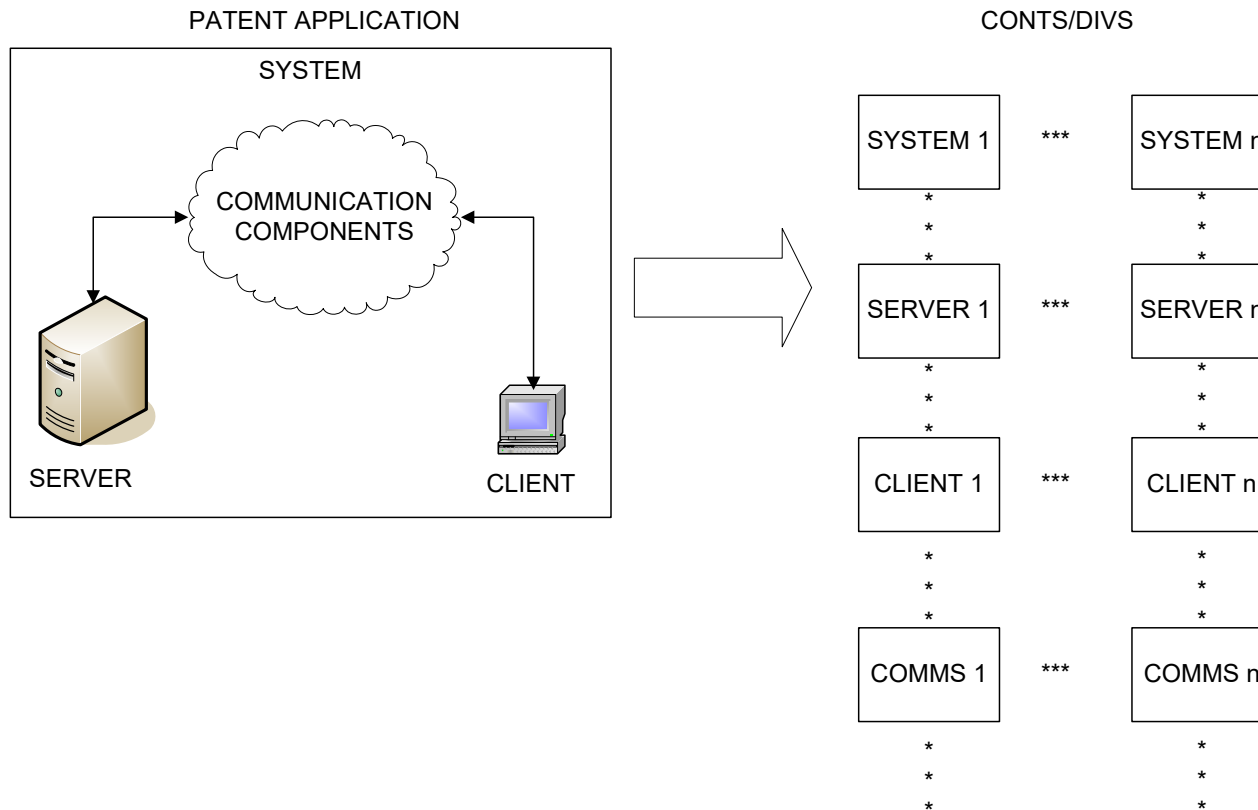 PATENT APPLICATION
SYSTEM
COMMUNICATION
COMPONENTS
SERVER
CLIENT
CONTS/DIVS
SYSTEM 1 *** SYSTEM n
* *
* *
* *
SERVER 1 *** SERVER n
* *
* *
* *
CLIENT 1 *** CLIENT n
* *
* *
* *
COMMS 1 *** COMMS n
* *
* *
* *